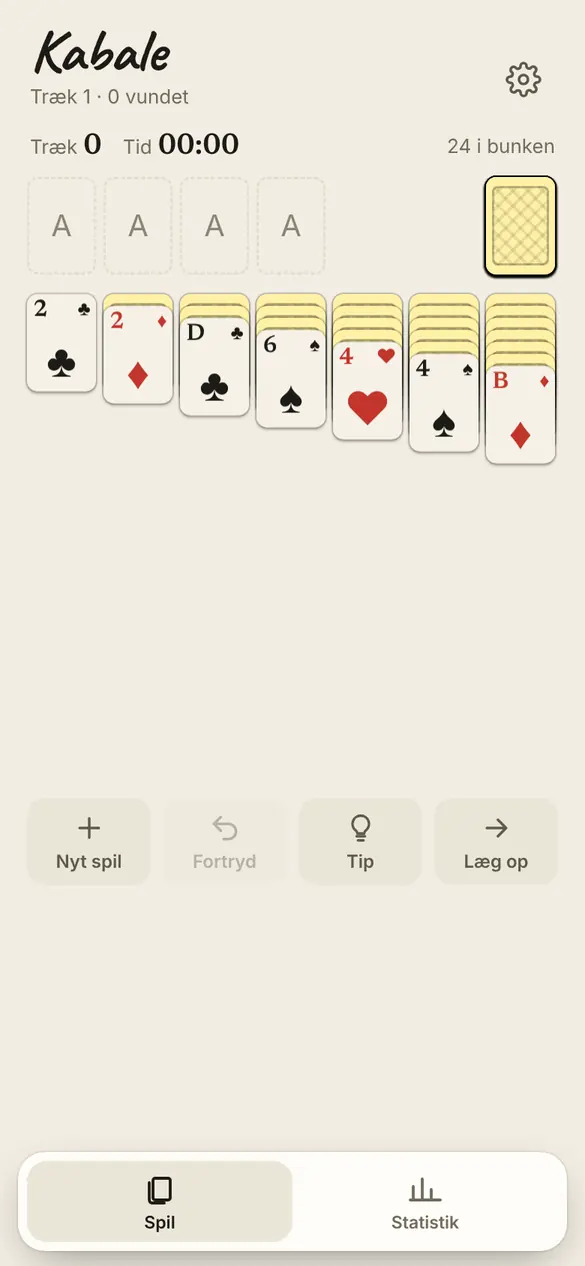 Kabale
Træk 1 · 0 vundet
Træk 0 Tid 00:00 24 i bunken
A A A A
2 2 D 6 4 4 B
Nyt spil Fortryd Tip Læg op
Spil Statistik